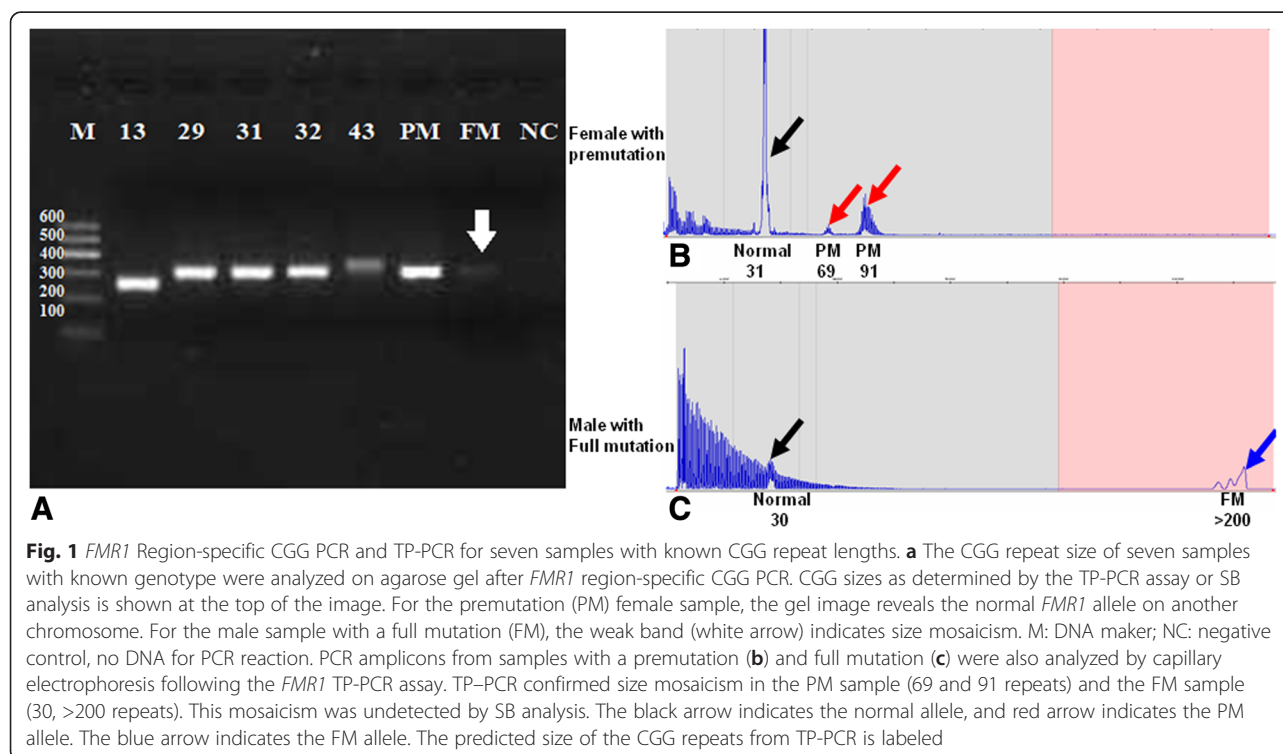 M 13 29 31 32 43 PM FM NC
600
500
400
300
200
100
A
Female with
premutation
Normal PM PM
31 69 91
B
Male with
Full mutation
Normal FM
30 >200
C
Fig. 1 FMR1 Region-specific CGG PCR and TP-PCR for seven samples with known CGG repeat lengths. a The CGG repeat size of seven samples
with known genotype were analyzed on agarose gel after FMR1 region-specific CGG PCR. CGG sizes as determined by the TP-PCR assay or SB
analysis is shown at the top of the image. For the premutation (PM) female sample, the gel image reveals the normal FMR1 allele on another
chromosome. For the male sample with a full mutation (FM), the weak band (white arrow) indicates size mosaicism. M: DNA maker; NC: negative
control, no DNA for PCR reaction. PCR amplicons from samples with a premutation (b) and full mutation (c) were also analyzed by capillary
electrophoresis following the FMR1 TP-PCR assay. TP–PCR confirmed size mosaicism in the PM sample (69 and 91 repeats) and the FM sample
(30, >200 repeats). This mosaicism was undetected by SB analysis. The black arrow indicates the normal allele, and red arrow indicates the PM
allele. The blue arrow indicates the FM allele. The predicted size of the CGG repeats from TP-PCR is labeled